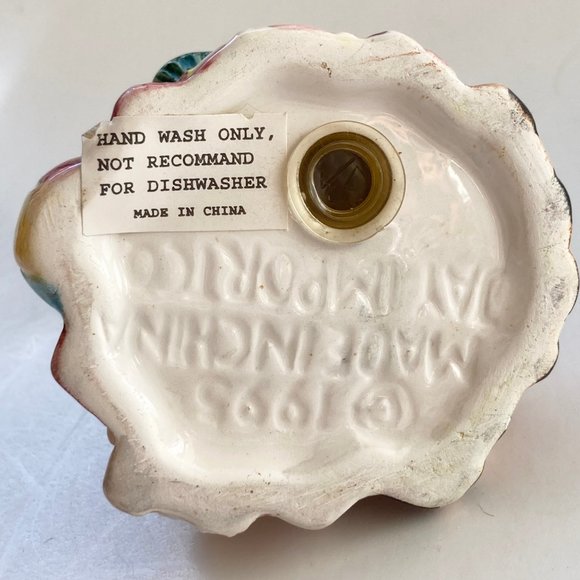 HAND WASH ONLY,
NOT RECOMMAND
FOR DISHWASHER
MADE IN CHINA
© 1993
MADE IN CHINA
JAY IMPORT CO